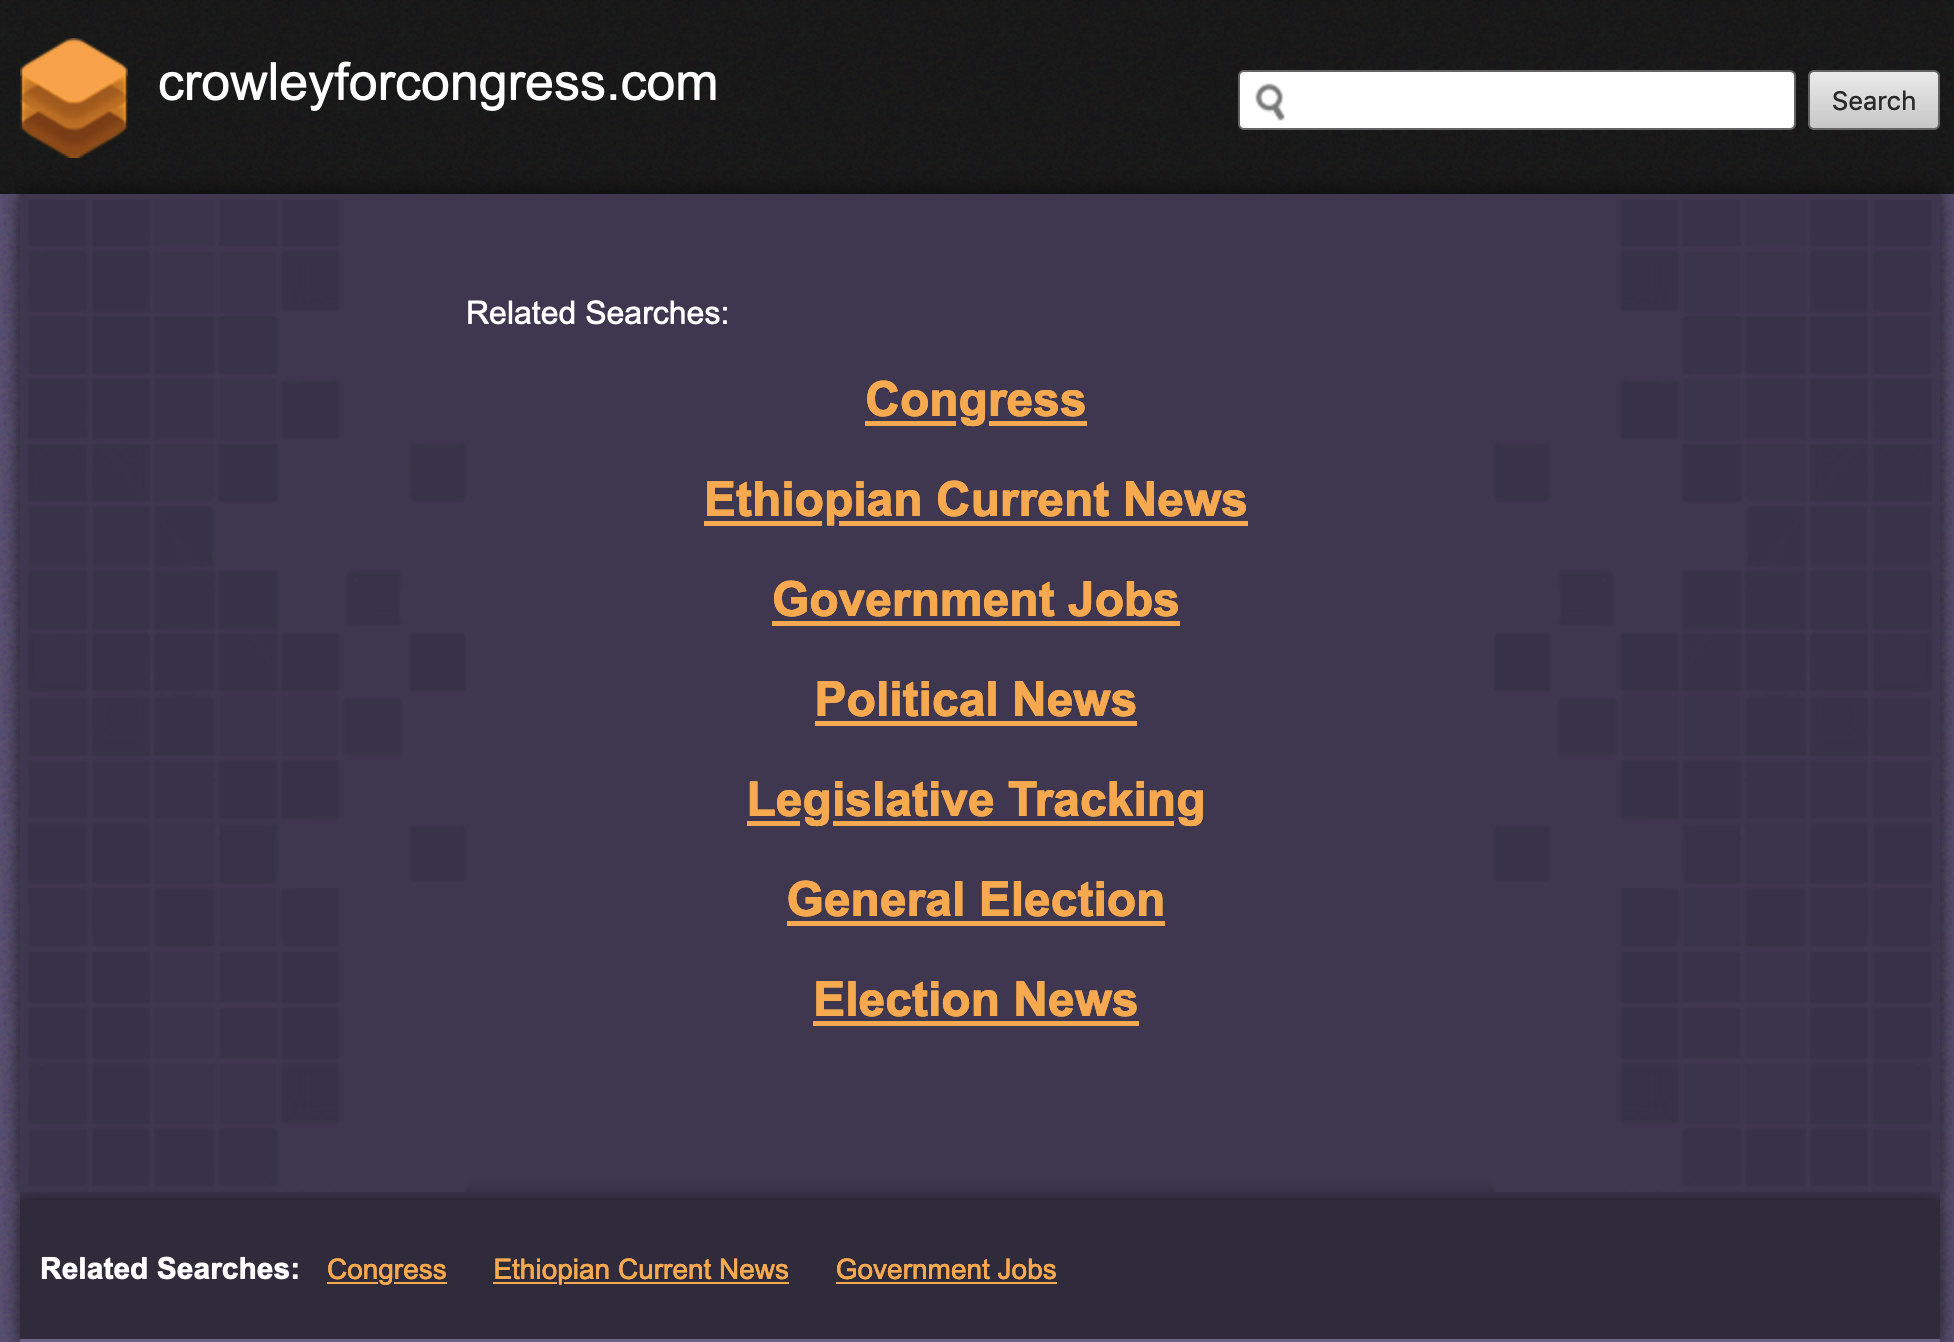 crowleyforcongress.com
Search
Related Searches:
Congress
Ethiopian Current News
Government Jobs
Political News
Legislative Tracking
General Election
Election News
Related Searches: Congress Ethiopian Current News Government Jobs